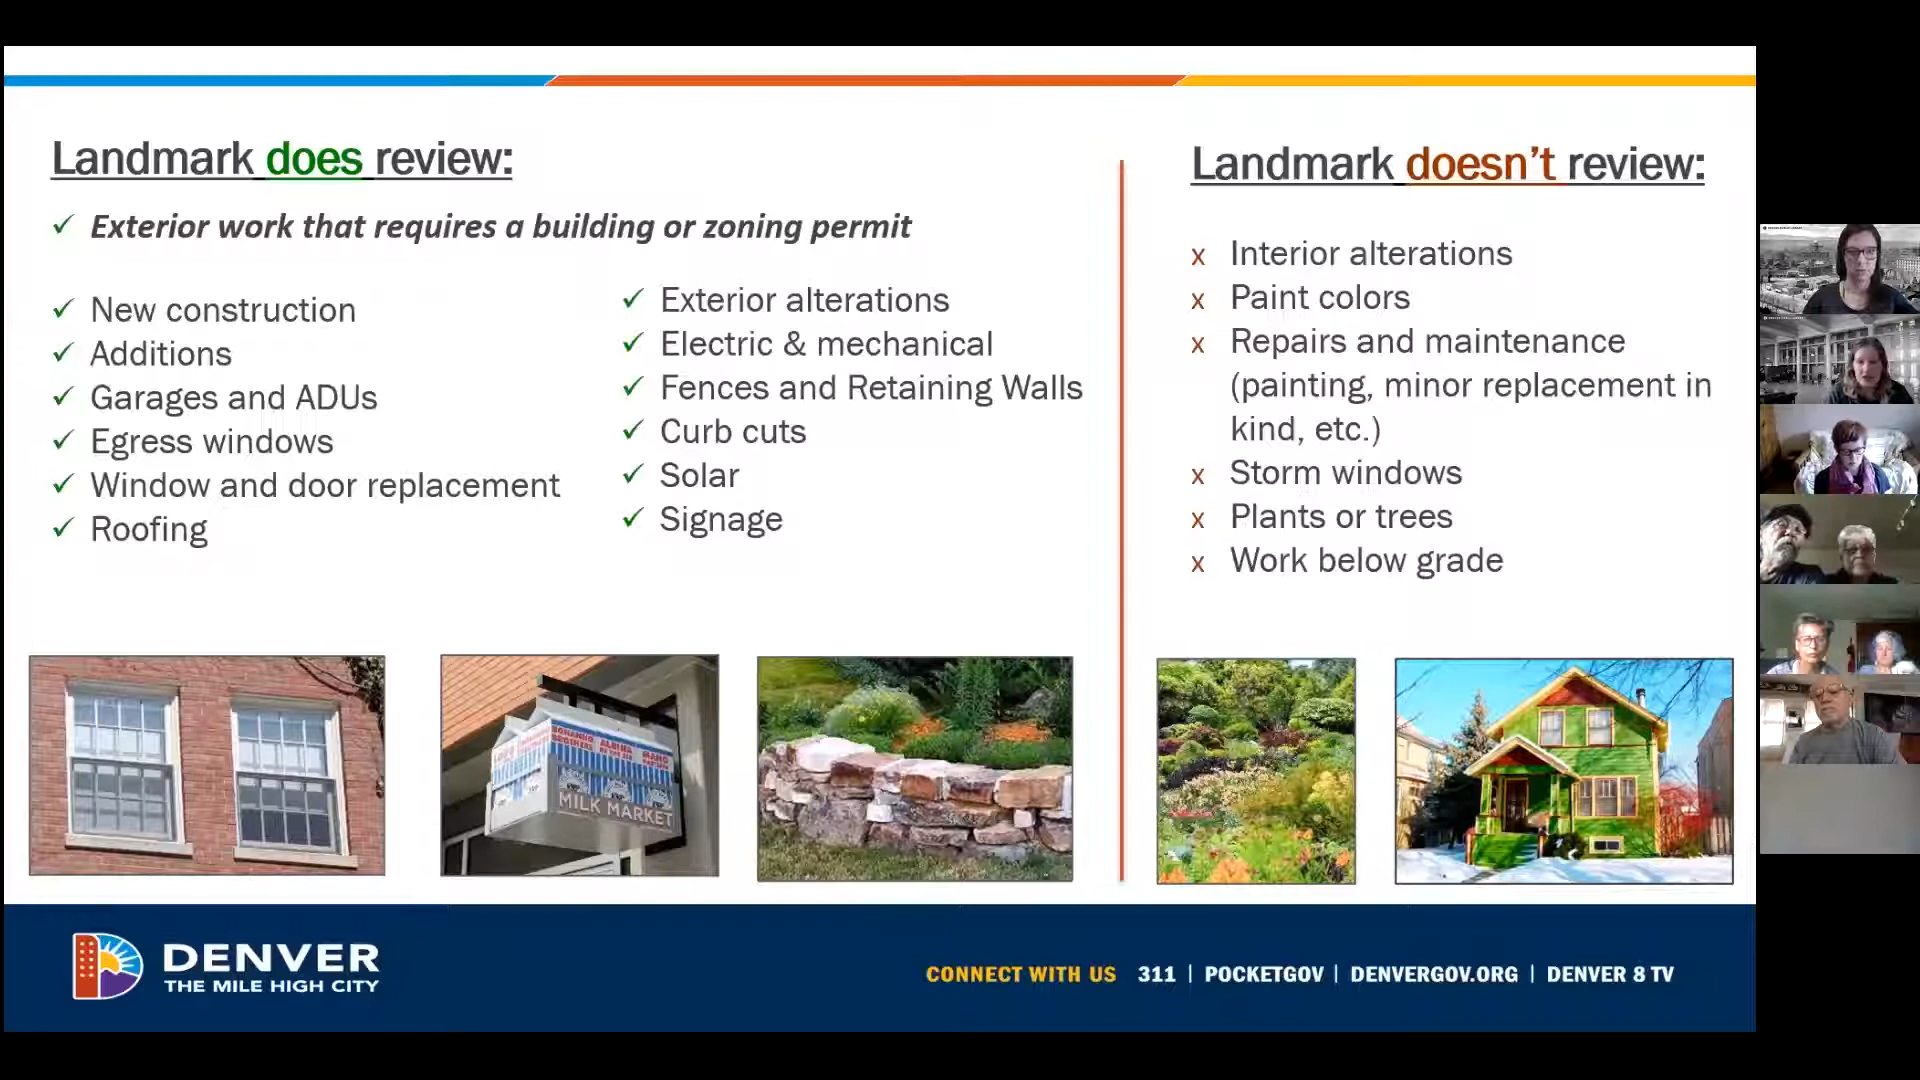 Landmark does review:
✓ Exterior work that requires a building or zoning permit
✓ New construction
✓ Additions
✓ Garages and ADUs
✓ Egress windows
✓ Window and door replacement
✓ Roofing
✓ Exterior alterations
✓ Electric & mechanical
✓ Fences and Retaining Walls
✓ Curb cuts
✓ Solar
✓ Signage
Landmark doesn't review:
x Interior alterations
x Paint colors
x Repairs and maintenance
(painting, minor replacement in
kind, etc.)
x Storm windows
x Plants or trees
x Work below grade
MILK MARKET
DENVER
THE MILE HIGH CITY
CONNECT WITH US 311 | POCKETGOV | DENVERGOV.ORG | DENVER 8 TV